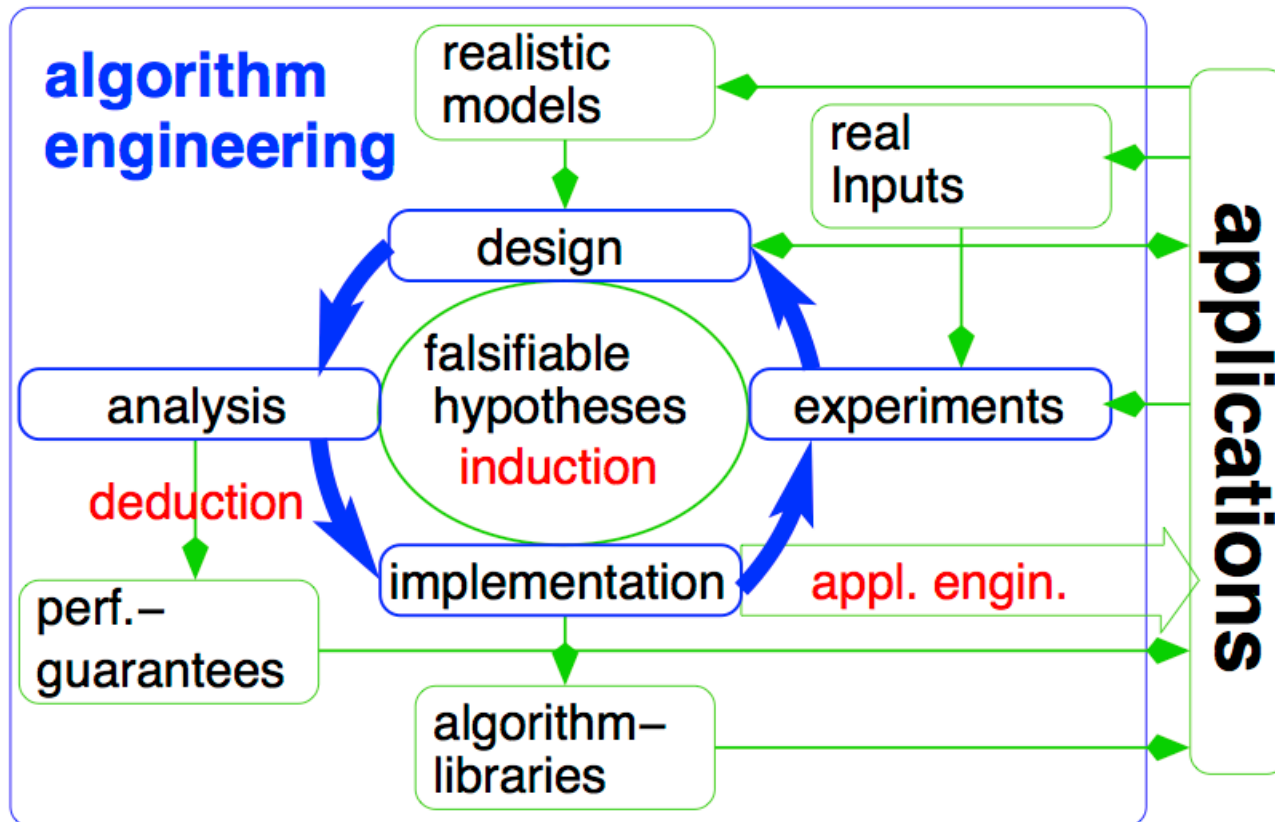 algorithm
engineering
realistic
models
real
Inputs
design
falsifiable
hypotheses
induction
analysis
experiments
deduction
implementation
appl. engin.
perf.–
guarantees
algorithm–
libraries
applications